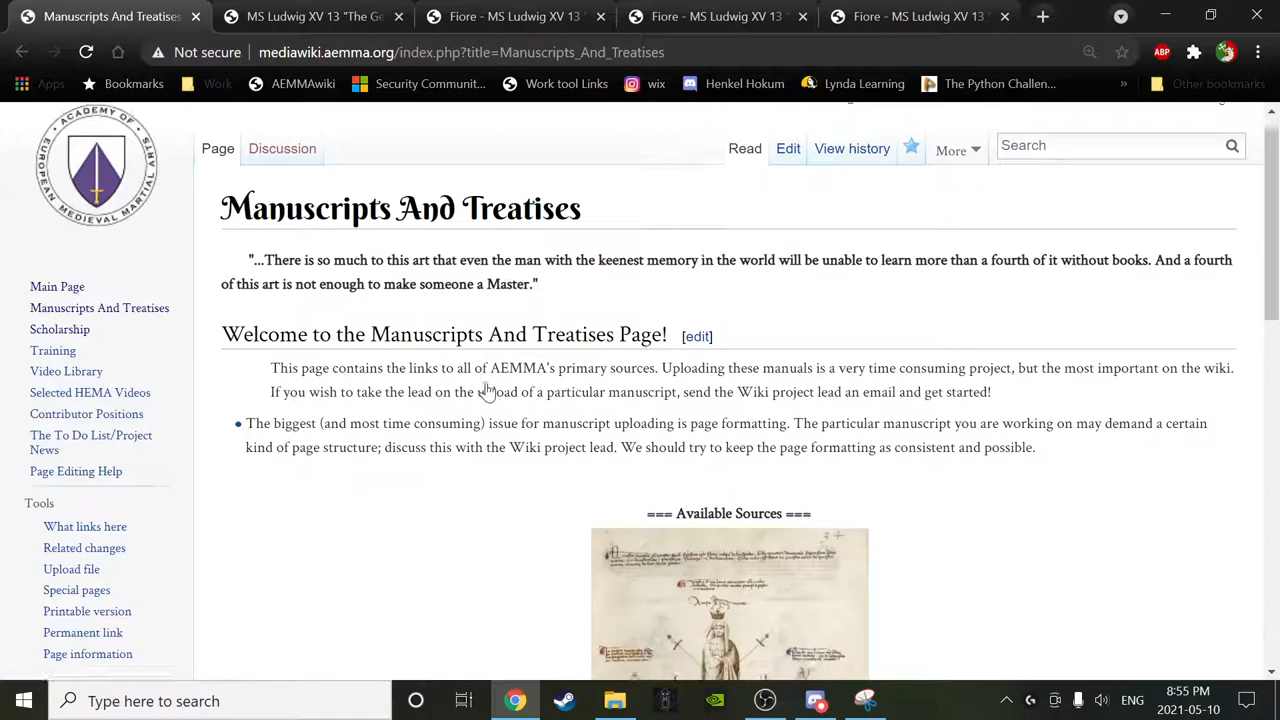 Manuscripts And Treatises
MS Ludwig XV 13 "The Ge
Fiore - MS Ludwig XV 13
Fiore - MS Ludwig XV 13
Fiore - MS Ludwig XV 13
Not secure mediawiki.aemma.org/index.php?title=Manuscripts_And_Treatises
ABP
Apps Bookmarks Work AEMMAwiki Security Communit... Work tool Links wix Henkel Hokum Lynda Learning The Python Challen... » Other bookmarks
ACADEMY OF EUROPEAN MEDIEVAL MARTIAL ARTS
Page Discussion Read Edit View history More Search
Manuscripts And Treatises
"...There is so much to this art that even the man with the keenest memory in the world will be unable to learn more than a fourth of it without books. And a fourth
of this art is not enough to make someone a Master."
Main Page
Manuscripts And Treatises
Scholarship
Training
Video Library
Selected HEMA Videos
Contributor Positions
The To Do List/Project
News
Page Editing Help
Tools
What links here
Related changes
Upload file
Special pages
Printable version
Permanent link
Page information
Welcome to the Manuscripts And Treatises Page! [edit]
This page contains the links to all of AEMMA's primary sources. Uploading these manuals is a very time consuming project, but the most important on the wiki.
If you wish to take the lead on the upload of a particular manuscript, send the Wiki project lead an email and get started!
The biggest (and most time consuming) issue for manuscript uploading is page formatting. The particular manuscript you are working on may demand a certain
kind of page structure; discuss this with the Wiki project lead. We should try to keep the page formatting as consistent and possible.
=== Available Sources ===
Type here to search
ENG
8:55 PM
2021-05-10